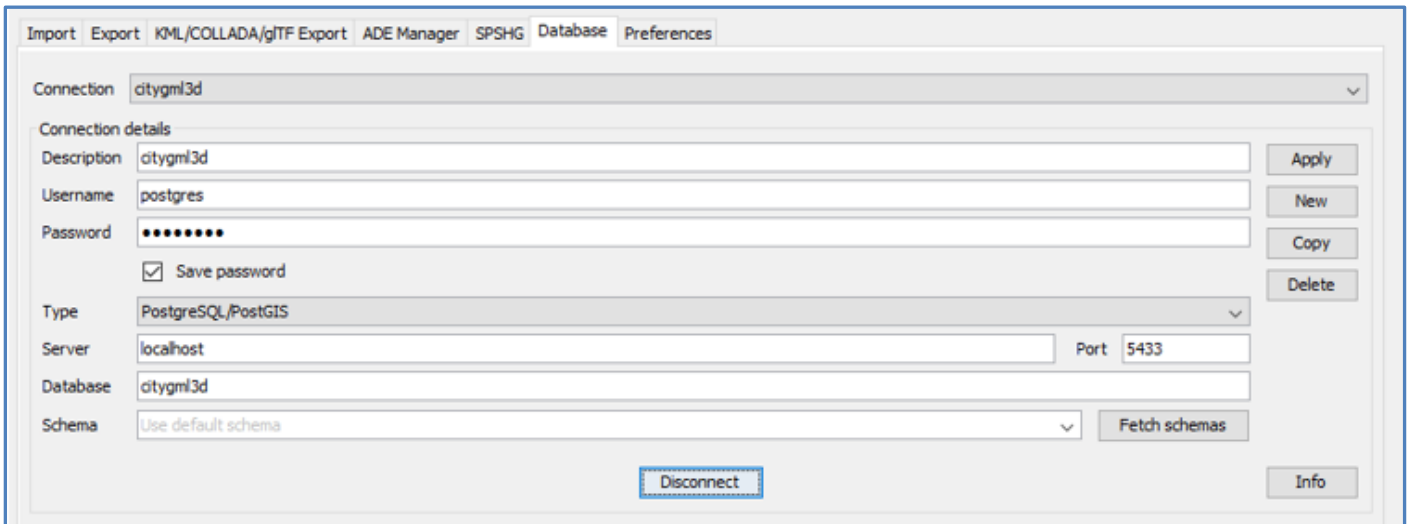 Import Export KML/COLLADA/glTF Export ADE Manager SPSHG Database Preferences
Connection citygml3d
Connection details
Description citygml3d Apply
Username postgres New
Password ●●●●●●●● Copy
Save password Delete
Type PostgreSQL/PostGIS
Server localhost Port 5433
Database citygml3d
Schema Use default schema Fetch schemas
Disconnect Info